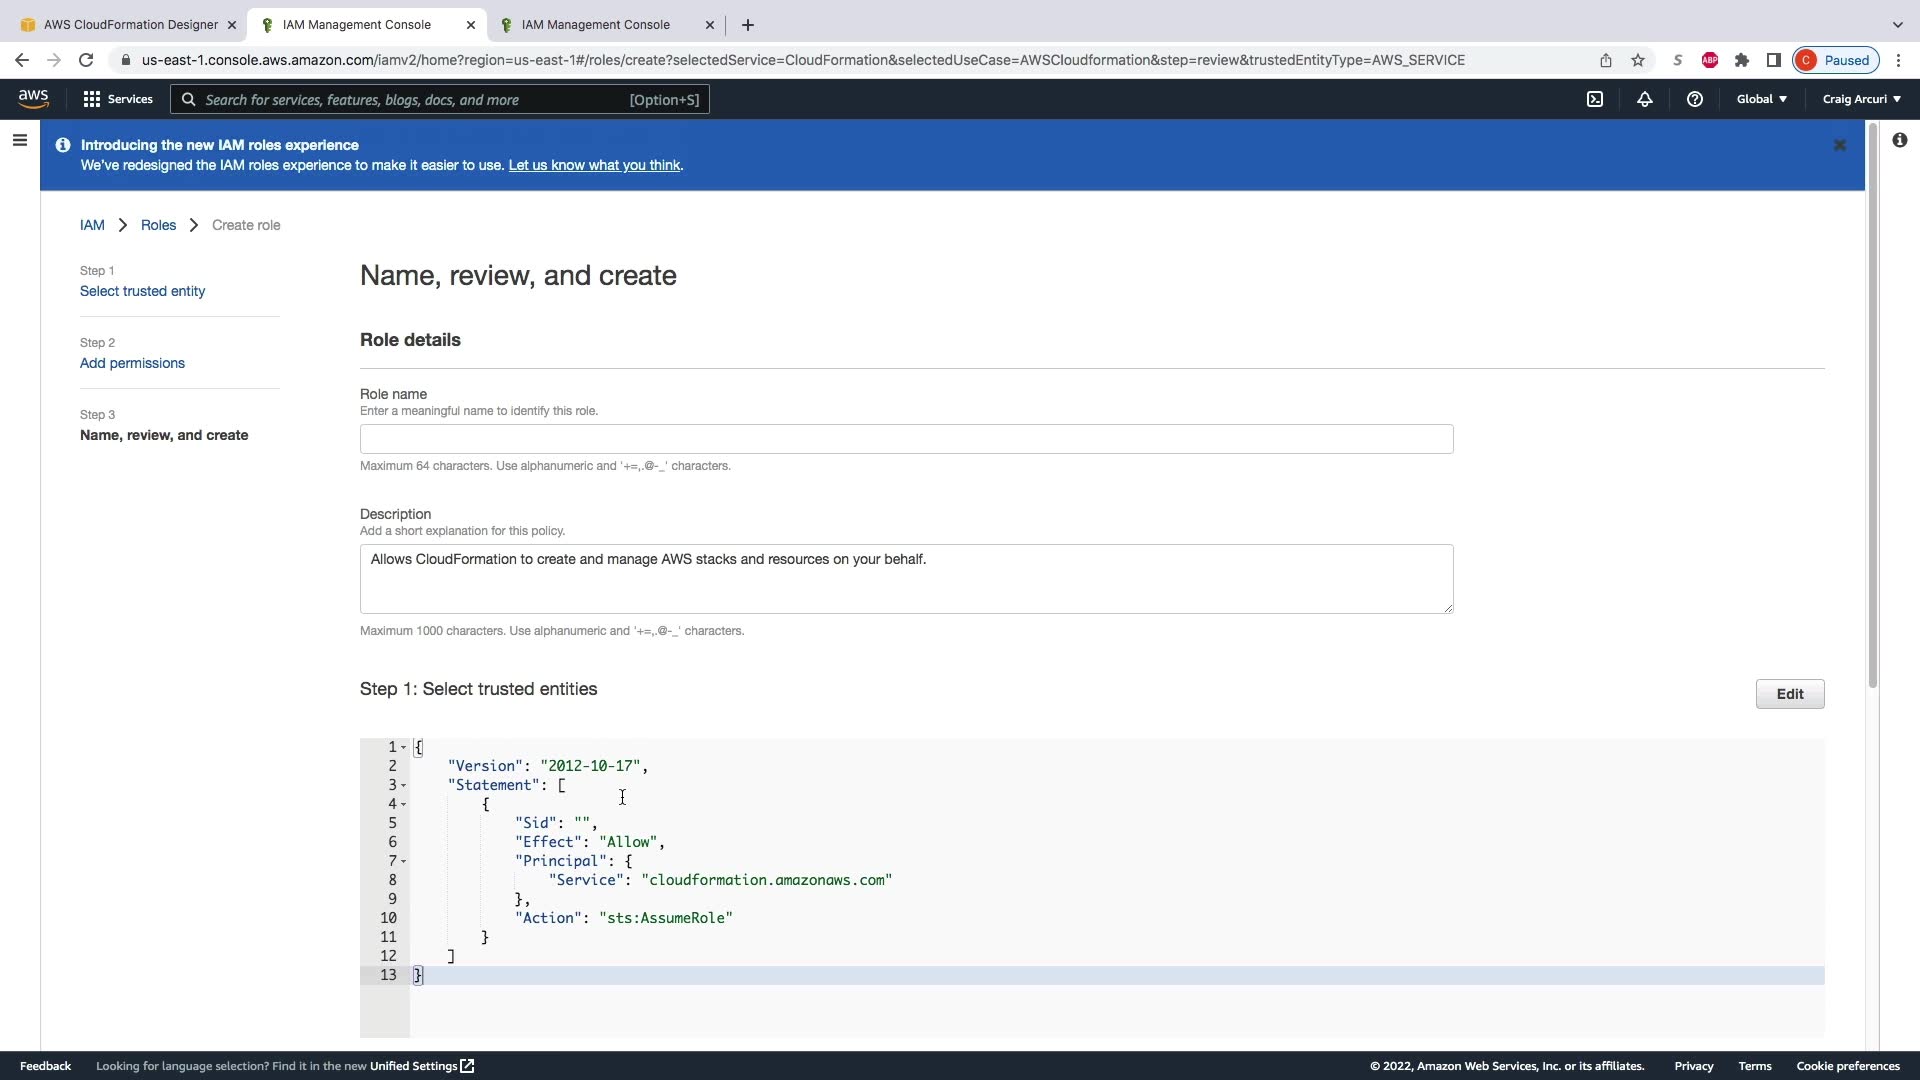 AWS CloudFormation Designer
IAM Management Console
IAM Management Console
us-east-1.console.aws.amazon.com/iamv2/home?region=us-east-1#/roles/create?selectedService=CloudFormation&selectedUseCase=AWSCloudformation&step=review&trustedEntityType=AWS_SERVICE
S
ABP
C
Paused
aws
Services
Search for services, features, blogs, docs, and more
[Option+S]
Global
Craig Arcuri
Introducing the new IAM roles experience
We've redesigned the IAM roles experience to make it easier to use. Let us know what you think.
IAM
Roles
Create role
Step 1
Select trusted entity
Step 2
Add permissions
Step 3
Name, review, and create
Name, review, and create
Role details
Role name
Enter a meaningful name to identify this role.
Maximum 64 characters. Use alphanumeric and '+=,.@-_' characters.
Description
Add a short explanation for this policy.
Allows CloudFormation to create and manage AWS stacks and resources on your behalf.
Maximum 1000 characters. Use alphanumeric and '+=,.@-_' characters.
Step 1: Select trusted entities
Edit
1 {
2 "Version": "2012-10-17",
3 "Statement": [
4 {
5 "Sid": "",
6 "Effect": "Allow",
7 "Principal": {
8 "Service": "cloudformation.amazonaws.com"
9 },
10 "Action": "sts:AssumeRole"
11 }
12 ]
13 }
Feedback
Looking for language selection? Find it in the new Unified Settings
© 2022, Amazon Web Services, Inc. or its affiliates.
Privacy
Terms
Cookie preferences